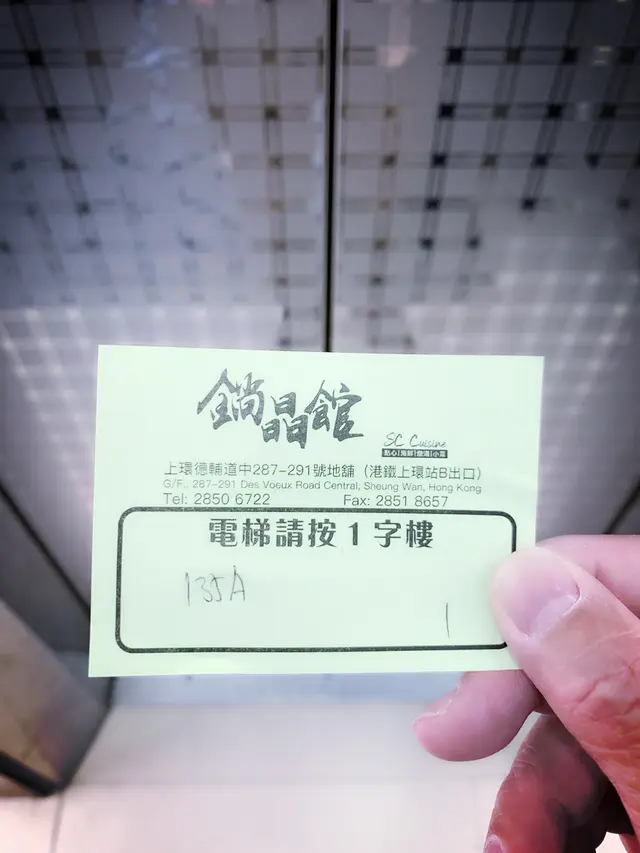 銷晶館
SC Cuisine
點心|海鮮|燉湯|小菜
上環德輔道中287-291號地舖（港鐵上環站B出口）
G/F., 287-291 Des Voeux Road Central, Sheung Wan, Hong Kong
Tel: 2850 6722 Fax: 2851 8657
電梯請按1字樓
135A
1